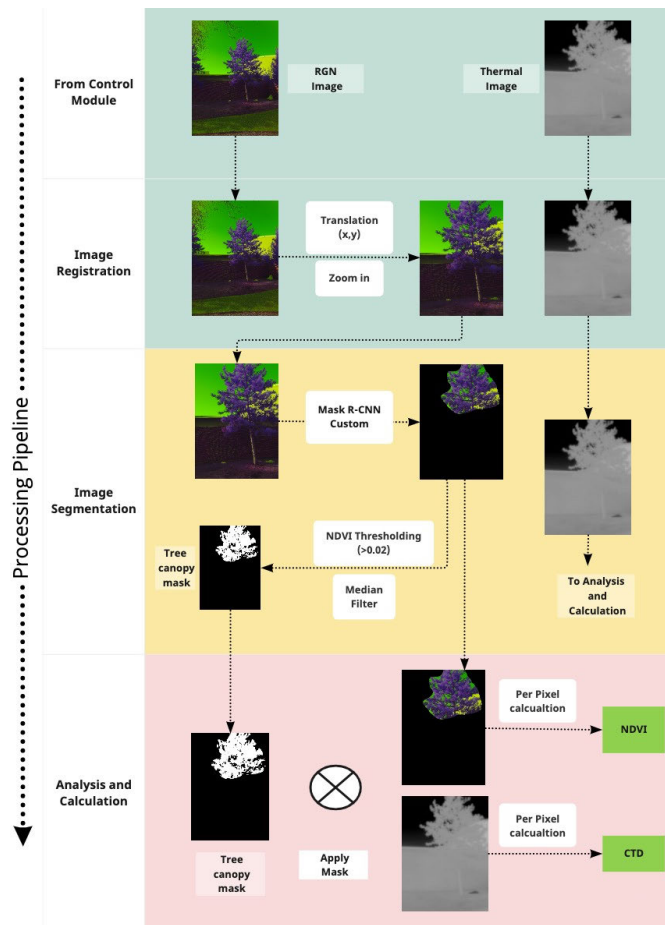 Processing Pipeline
From Control
Module
RGN
Image
Thermal
Image
Image
Registration
Translation
(x,y)
Zoom in
Image
Segmentation
Mask R-CNN
Custom
NDVI Thresholding
(>0.02)
Median
Filter
Tree
canopy
mask
To Analysis
and
Calculation
Analysis and
Calculation
Per Pixel
calcualtion
NDVI
Per Pixel
calcualtion
CTD
Tree
canopy
mask
Apply
Mask